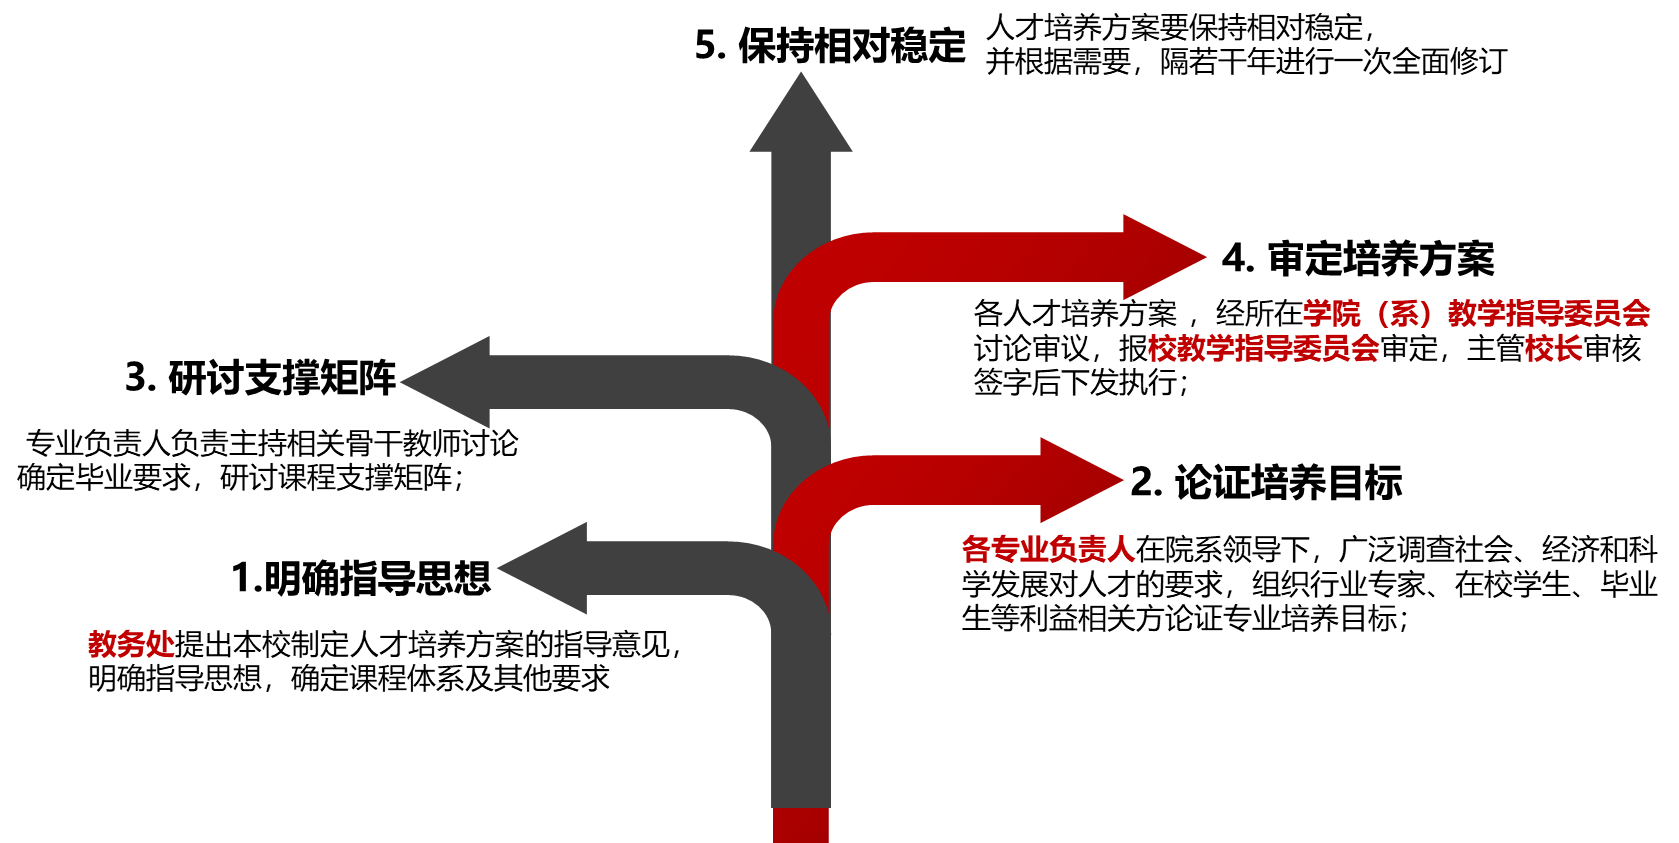 5. 保持相对稳定
人才培养方案要保持相对稳定，
并根据需要，隔若干年进行一次全面修订
4. 审定培养方案
各人才培养方案 ，经所在学院（系）教学指导委员会
讨论审议，报校教学指导委员会审定，主管校长审核
签字后下发执行；
3. 研讨支撑矩阵
专业负责人负责主持相关骨干教师讨论
确定毕业要求，研讨课程支撑矩阵；
2. 论证培养目标
各专业负责人在院系领导下，广泛调查社会、经济和科
学发展对人才的要求，组织行业专家、在校学生、毕业
生等利益相关方论证专业培养目标；
1.明确指导思想
教务处提出本校制定人才培养方案的指导意见，
明确指导思想，确定课程体系及其他要求